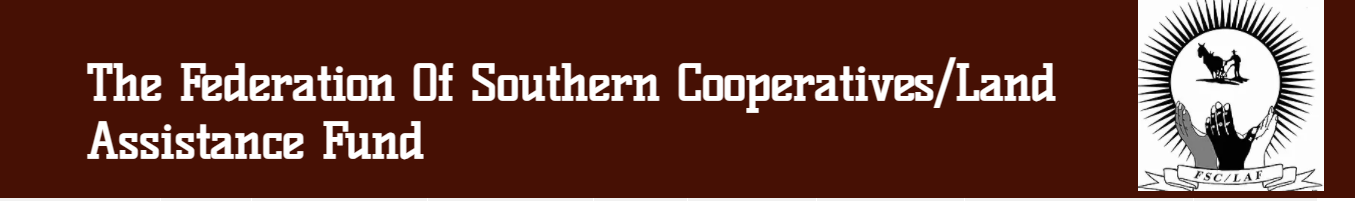 The Federation Of Southern Cooperatives/Land
Assistance Fund
FSC/LAF